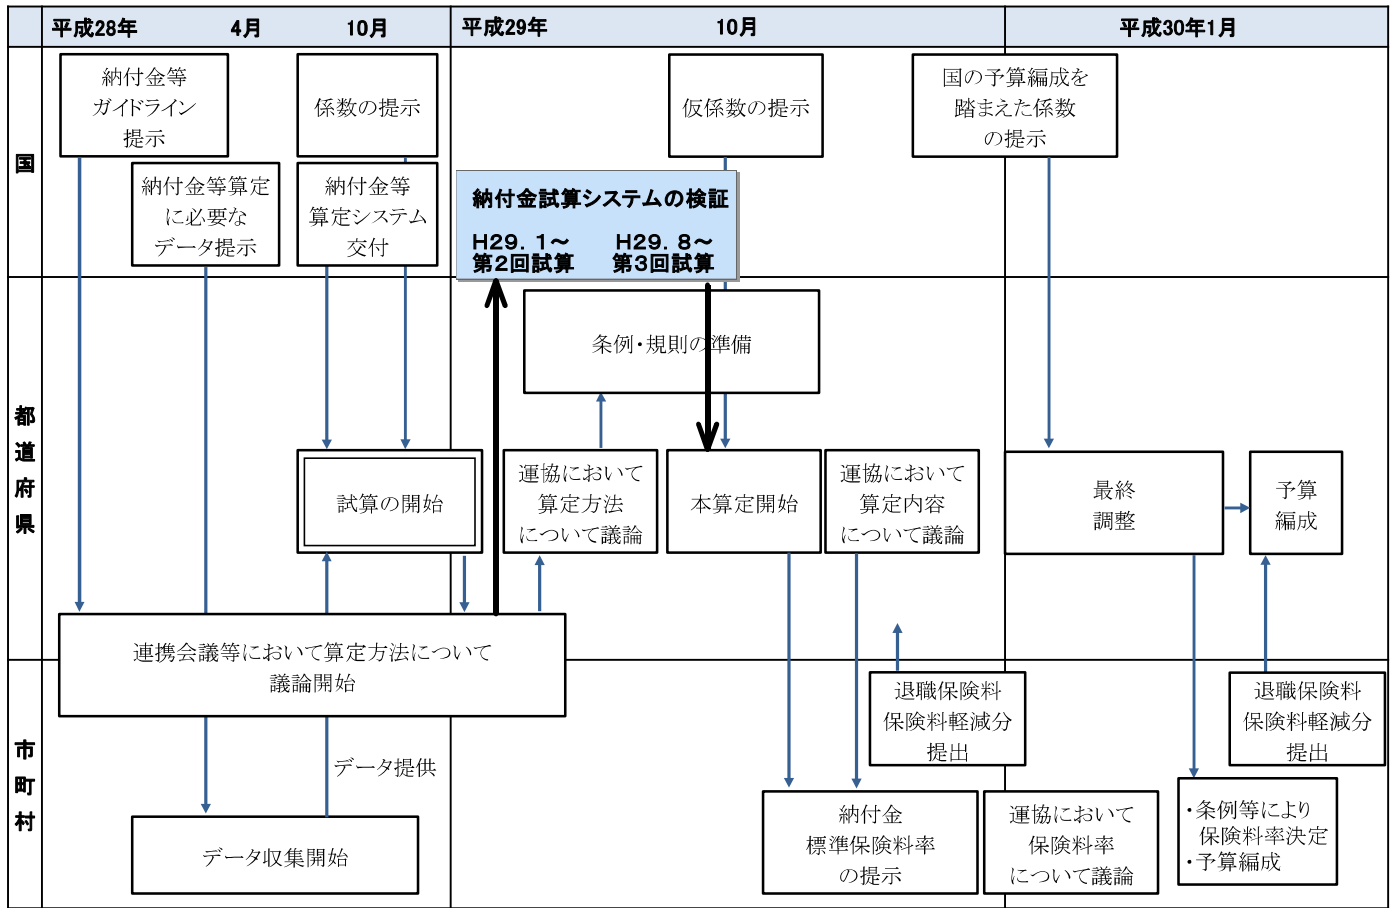 平成28年 4月 10月 平成29年 10月 平成30年1月
国
納付金等
ガイドライン
提示
係数の提示
仮係数の提示
国の予算編成を
踏まえた係数
の提示
納付金等算定
に必要な
データ提示
納付金等
算定システム
交付
納付金試算システムの検証
H29.1～ H29.8～
第2回試算 第3回試算
都道府県
条例・規則の準備
試算の開始
運協において
算定方法
について議論
本算定開始
運協において
算定内容
について議論
最終
調整
予算
編成
連携会議等において算定方法について
議論開始
市町村
退職保険料
保険料軽減分
提出
退職保険料
保険料軽減分
提出
データ提供
データ収集開始
納付金
標準保険料率
の提示
運協において
保険料率
について議論
・条例等により
保険料率決定
・予算編成